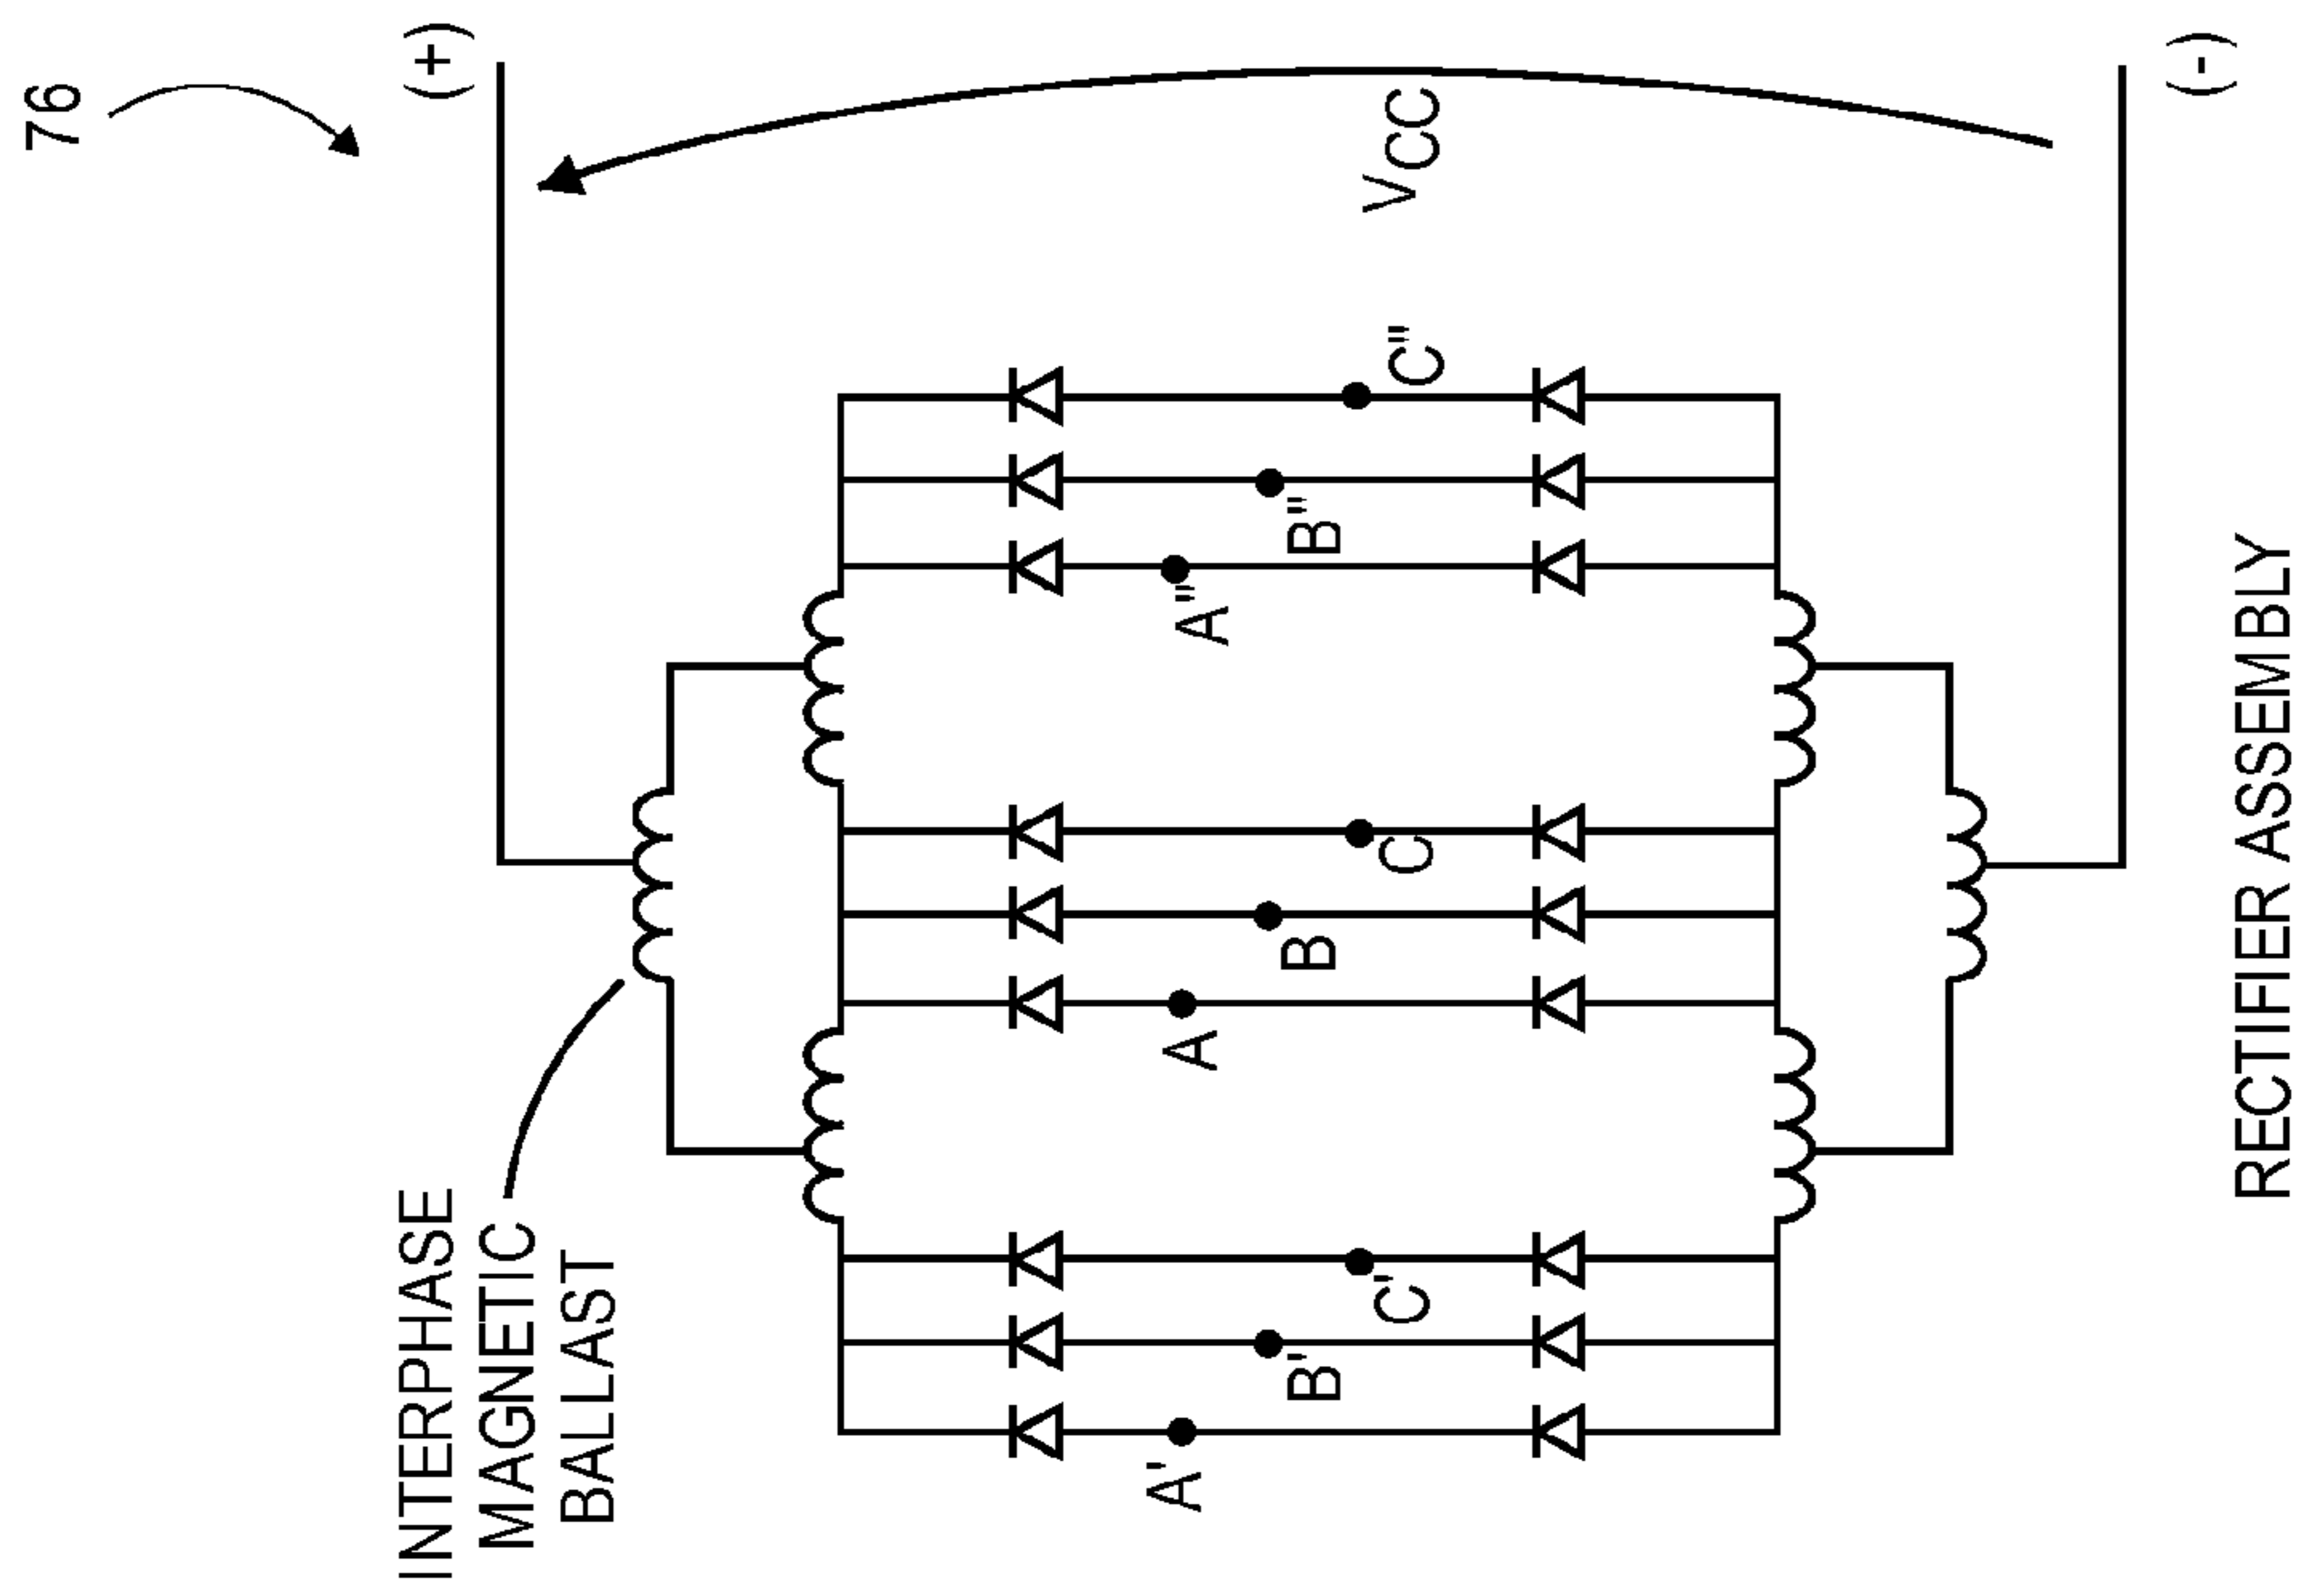 76
(+)
INTERPHASE
MAGNETIC
BALLAST
VCC
A'
B'
C'
A
B
C
A"
B"
C"
(-)
RECTIFIER ASSEMBLY